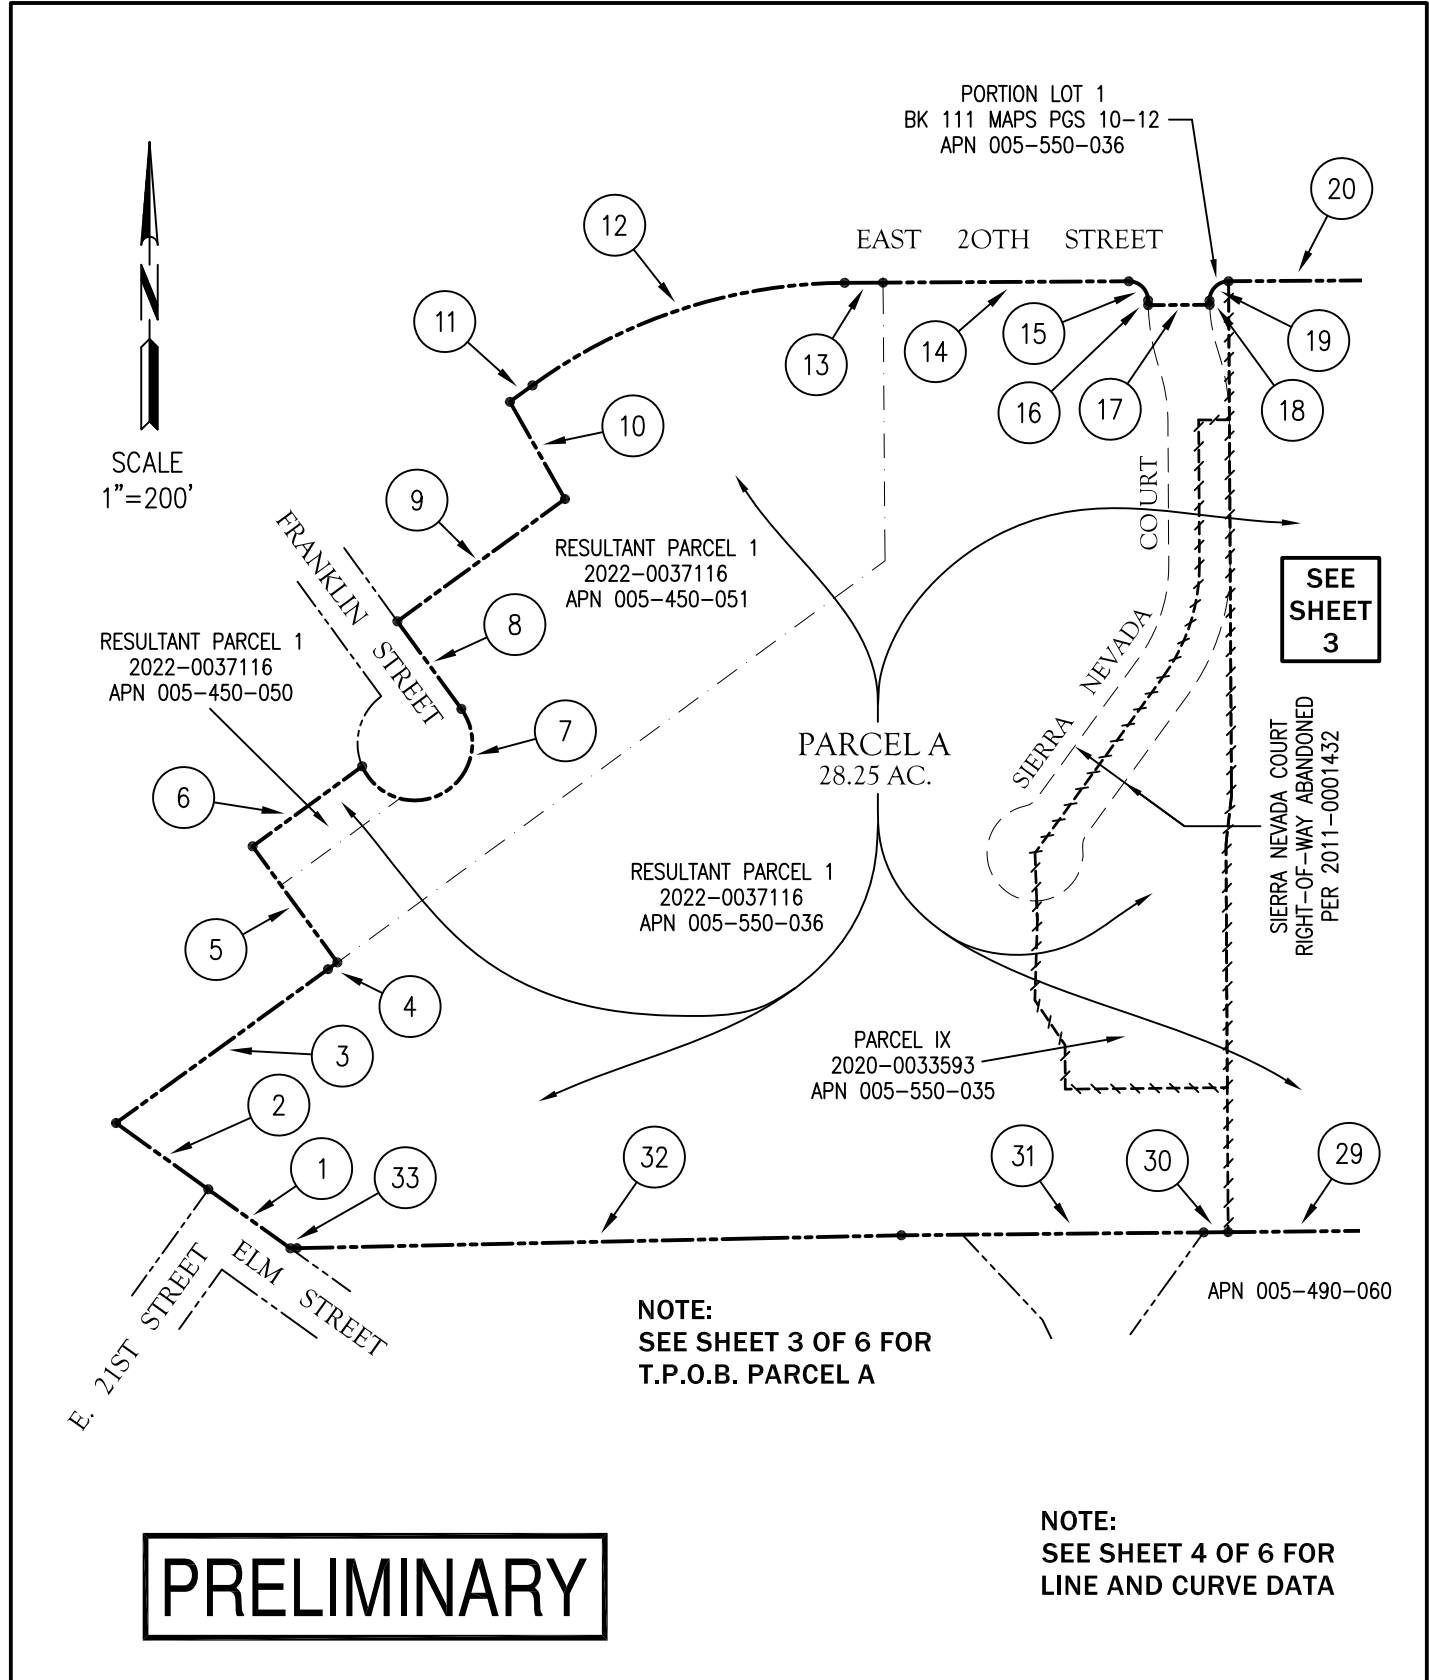 PORTION LOT 1
BK 111 MAPS PGS 10-12
APN 005-550-036
20
12
EAST 20TH STREET
11
15
19
13
14
16
17
18
10
N
SCALE
1"=200'
9
FRANKLIN STREET
RESULTANT PARCEL 1
2022-0037116
APN 005-450-051
SIERRA NEVADA COURT
SEE
SHEET
3
8
RESULTANT PARCEL 1
2022-0037116
APN 005-450-050
7
PARCEL A
28.25 AC.
6
SIERRA NEVADA COURT
RIGHT-OF-WAY ABANDONED
PER 2011-0001432
RESULTANT PARCEL 1
2022-0037116
APN 005-550-036
5
4
3
PARCEL IX
2020-0033593
APN 005-550-035
2
1
33
32
31
30
29
E. 21ST STREET
ELM STREET
APN 005-490-060
NOTE:
SEE SHEET 3 OF 6 FOR
T.P.O.B. PARCEL A
NOTE:
SEE SHEET 4 OF 6 FOR
LINE AND CURVE DATA
PRELIMINARY